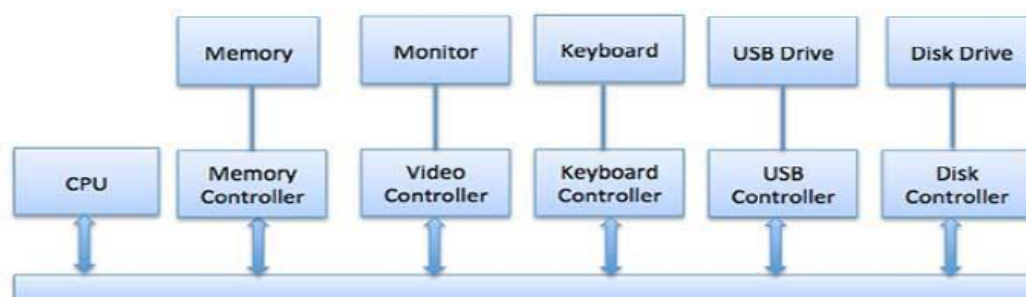 Memory
Monitor
Keyboard
USB Drive
Disk Drive
CPU
Memory
Controller
Video
Controller
Keyboard
Controller
USB
Controller
Disk
Controller